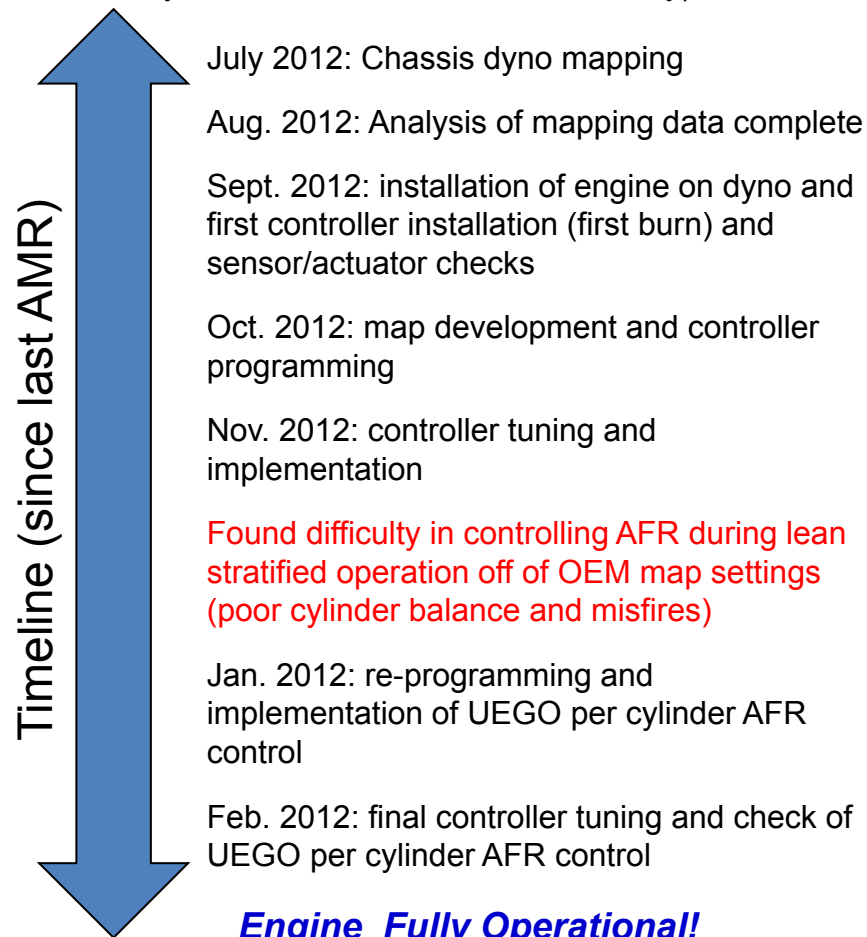 July 2012: Chassis dyno mapping
Aug. 2012: Analysis of mapping data complete
Sept. 2012: installation of engine on dyno and
first controller installation (first burn) and
sensor/actuator checks
Oct. 2012: map development and controller
programming
Nov. 2012: controller tuning and
implementation
Found difficulty in controlling AFR during lean
stratified operation off of OEM map settings
(poor cylinder balance and misfires)
Jan. 2012: re-programming and
implementation of UEGO per cylinder AFR
control
Feb. 2012: final controller tuning and check of
UEGO per cylinder AFR control
Engine Fully Operational!
Timeline (since last AMR)